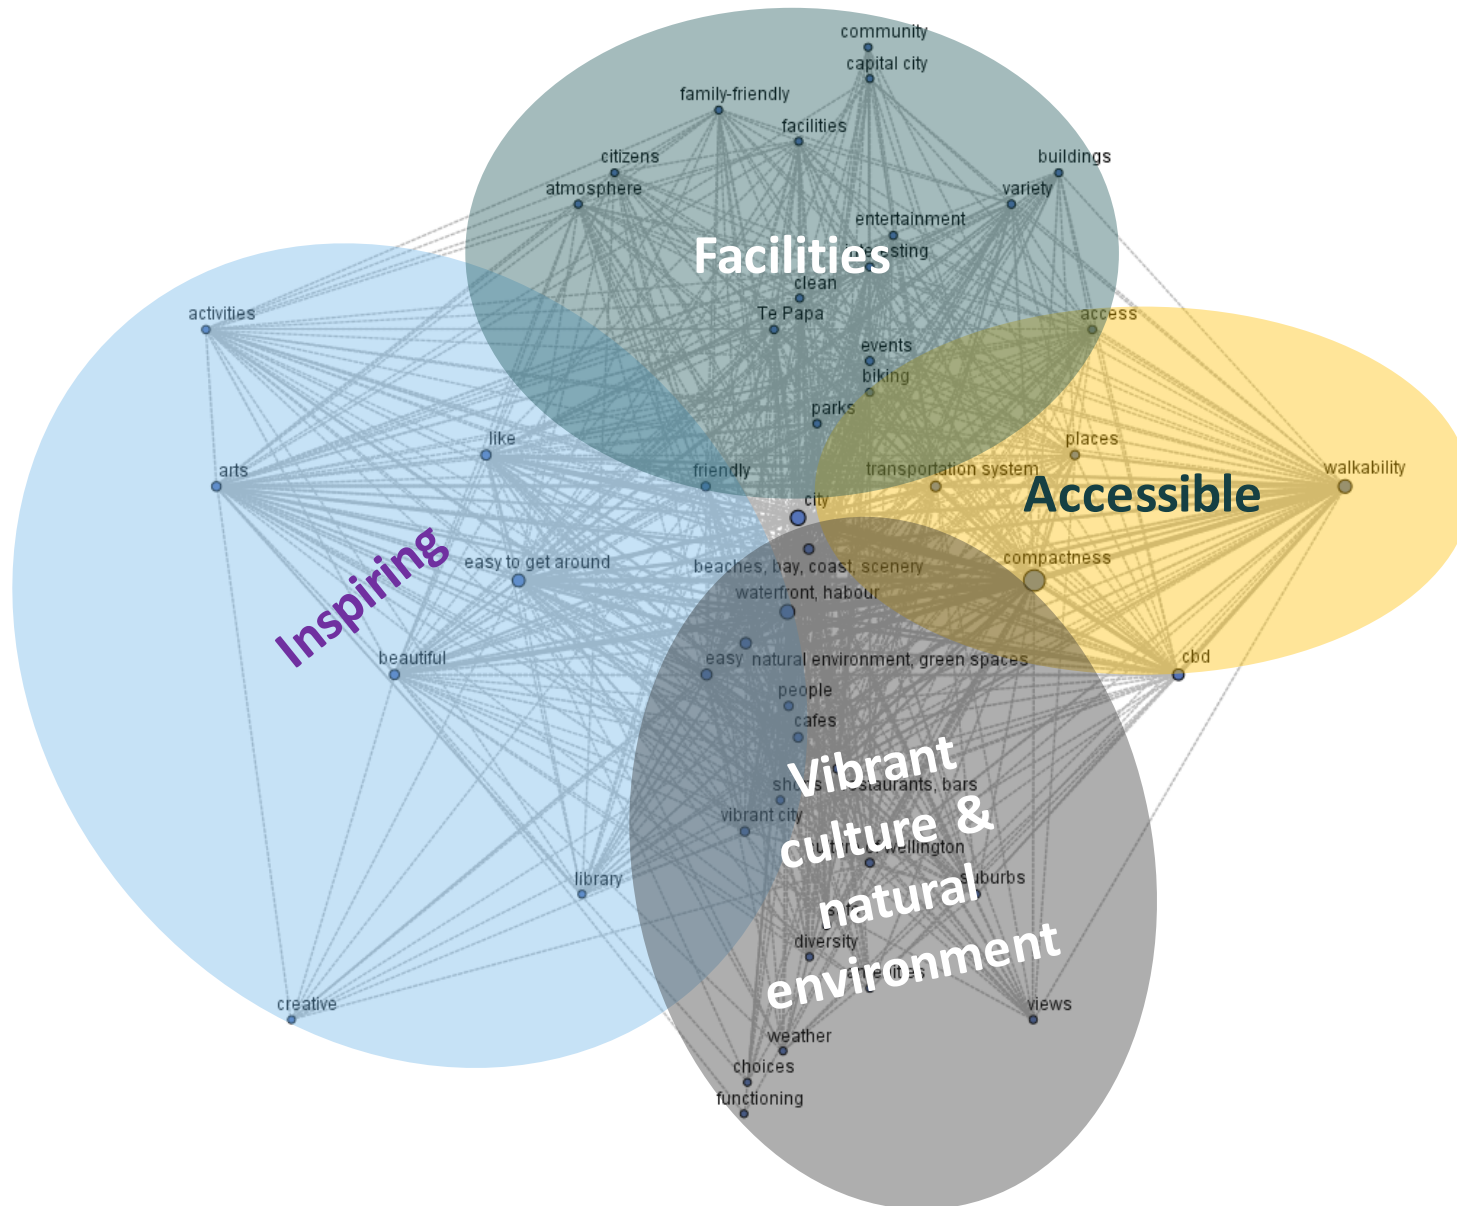 community
capital city
family-friendly
facilities
citizens
buildings
atmosphere
variety
entertainment
Facilities
clean
activities
Te Papa
access
events
biking
parks
like
places
arts
friendly
transportation system
walkability
Accessible
city
Inspiring
easy to get around
beaches, bay, coast, scenery
compactness
waterfront, habour
beautiful
easy
natural environment, green spaces
cbd
people
cafes
Vibrant
restaurants, bars
vibrant city
culture &
of wellington
library
suburbs
natural
diversity
environment
creative
views
weather
choices
functioning